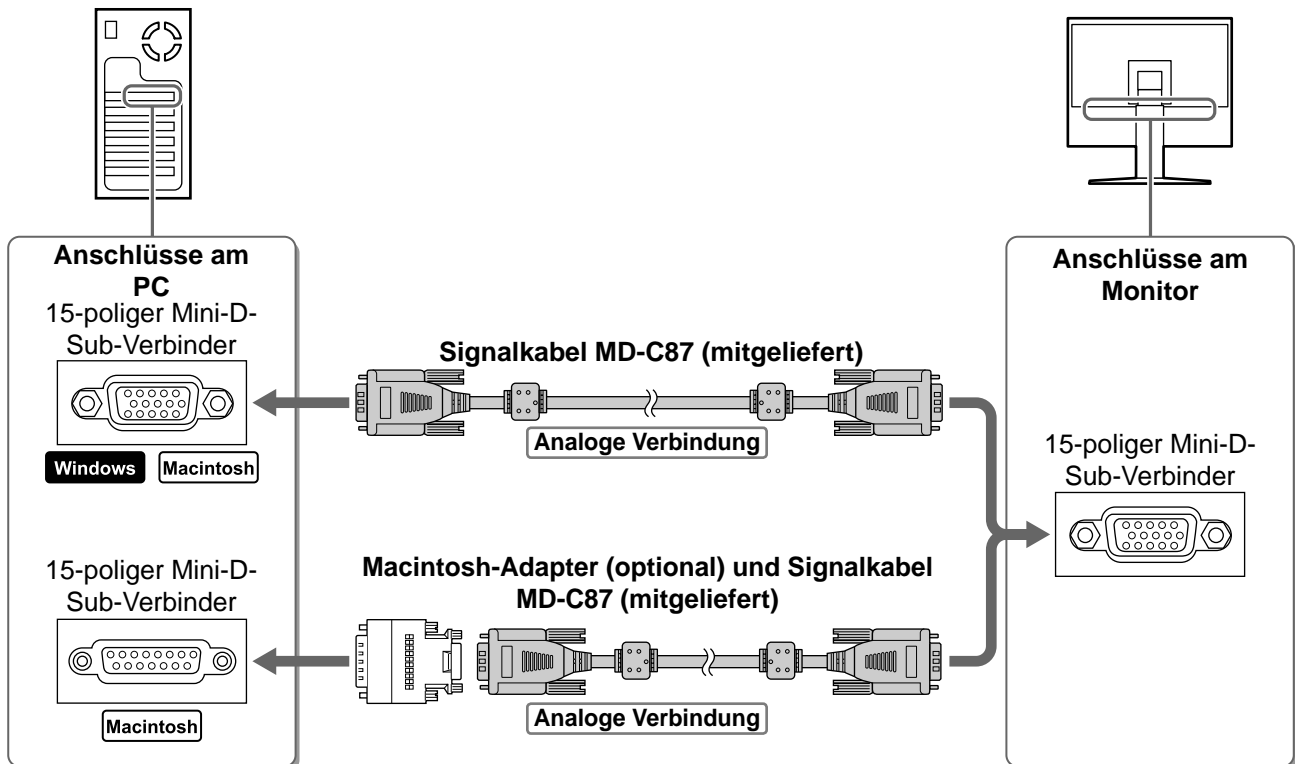 Anschlüsse am
PC
15-poliger Mini-D-
Sub-Verbinder
Windows Macintosh
15-poliger Mini-D-
Sub-Verbinder
Macintosh
Signalkabel MD-C87 (mitgeliefert)
Analoge Verbindung
Macintosh-Adapter (optional) und Signalkabel
MD-C87 (mitgeliefert)
Analoge Verbindung
Anschlüsse am
Monitor
15-poliger Mini-D-
Sub-Verbinder